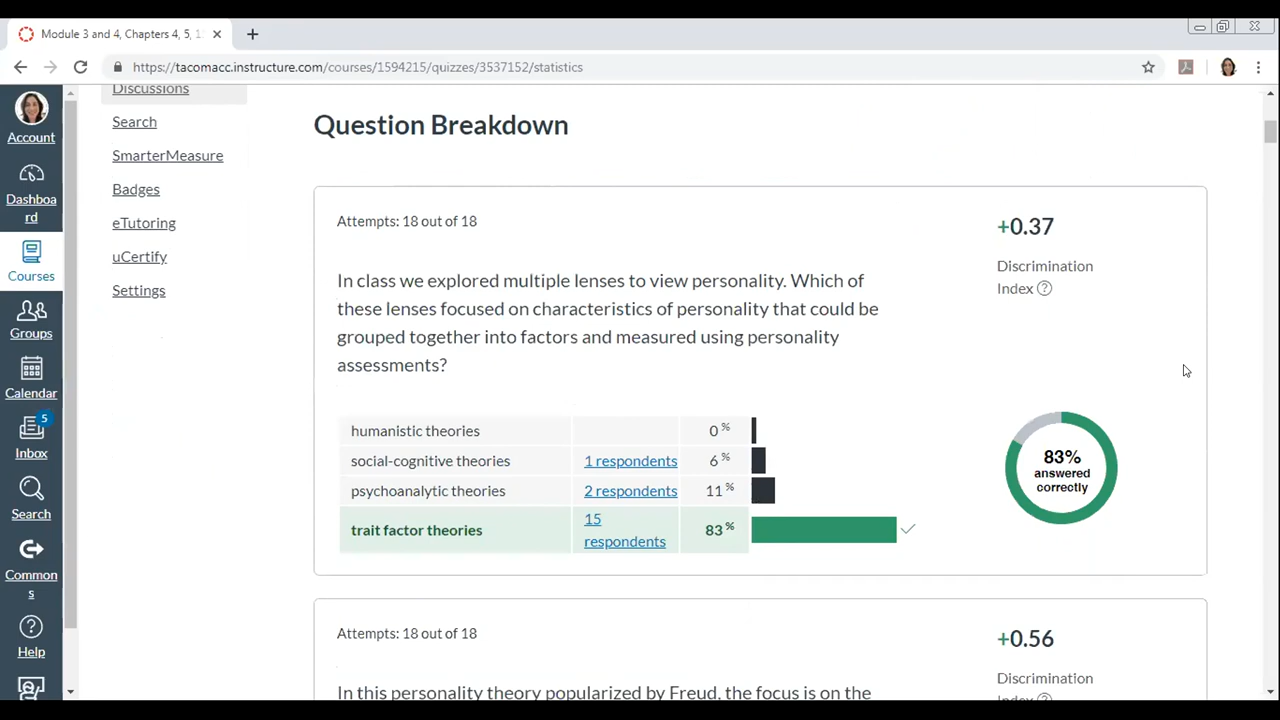 Module 3 and 4, Chapters 4, 5, 1
https://tacomacc.instructure.com/courses/1594215/quizzes/3537152/statistics
Account
Dashboa
rd
Courses
Groups
Calendar
5
Inbox
Search
Common
s
Help
Discussions
Search
SmarterMeasure
Badges
eTutoring
uCertify
Settings
Question Breakdown
Attempts: 18 out of 18
+0.37
Discrimination
Index ?
In class we explored multiple lenses to view personality. Which of
these lenses focused on characteristics of personality that could be
grouped together into factors and measured using personality
assessments?
humanistic theories 0 %
social-cognitive theories 1 respondents 6 %
psychoanalytic theories 2 respondents 11 %
trait factor theories 15 respondents 83 %
83%
answered
correctly
Attempts: 18 out of 18
+0.56
Discrimination
Index ?
In this personality theory popularized by Freud, the focus is on the